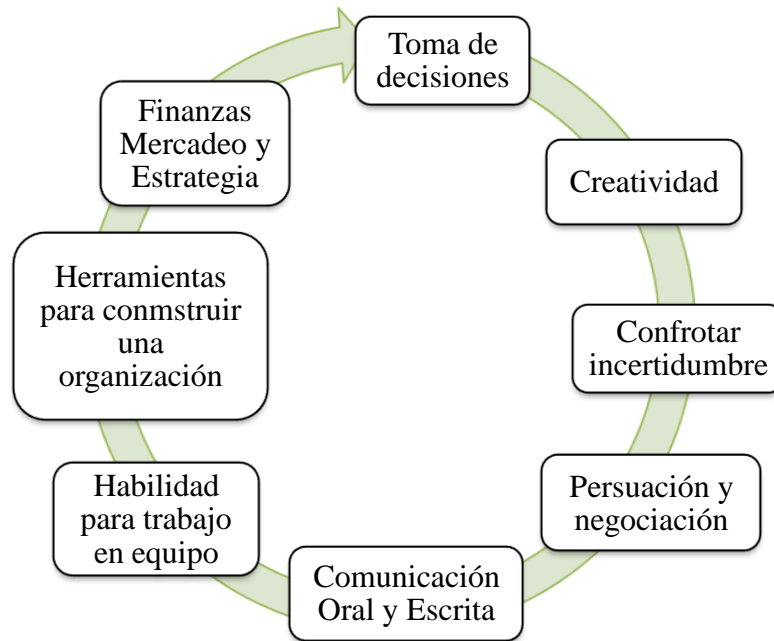 Toma de
decisiones
Creatividad
Confrotar
incertidumbre
Persuación y
negociación
Comunicación
Oral y Escrita
Habilidad
para trabajo
en equipo
Herramientas
para conmstruir
una
organización
Finanzas
Mercadeo y
Estrategia